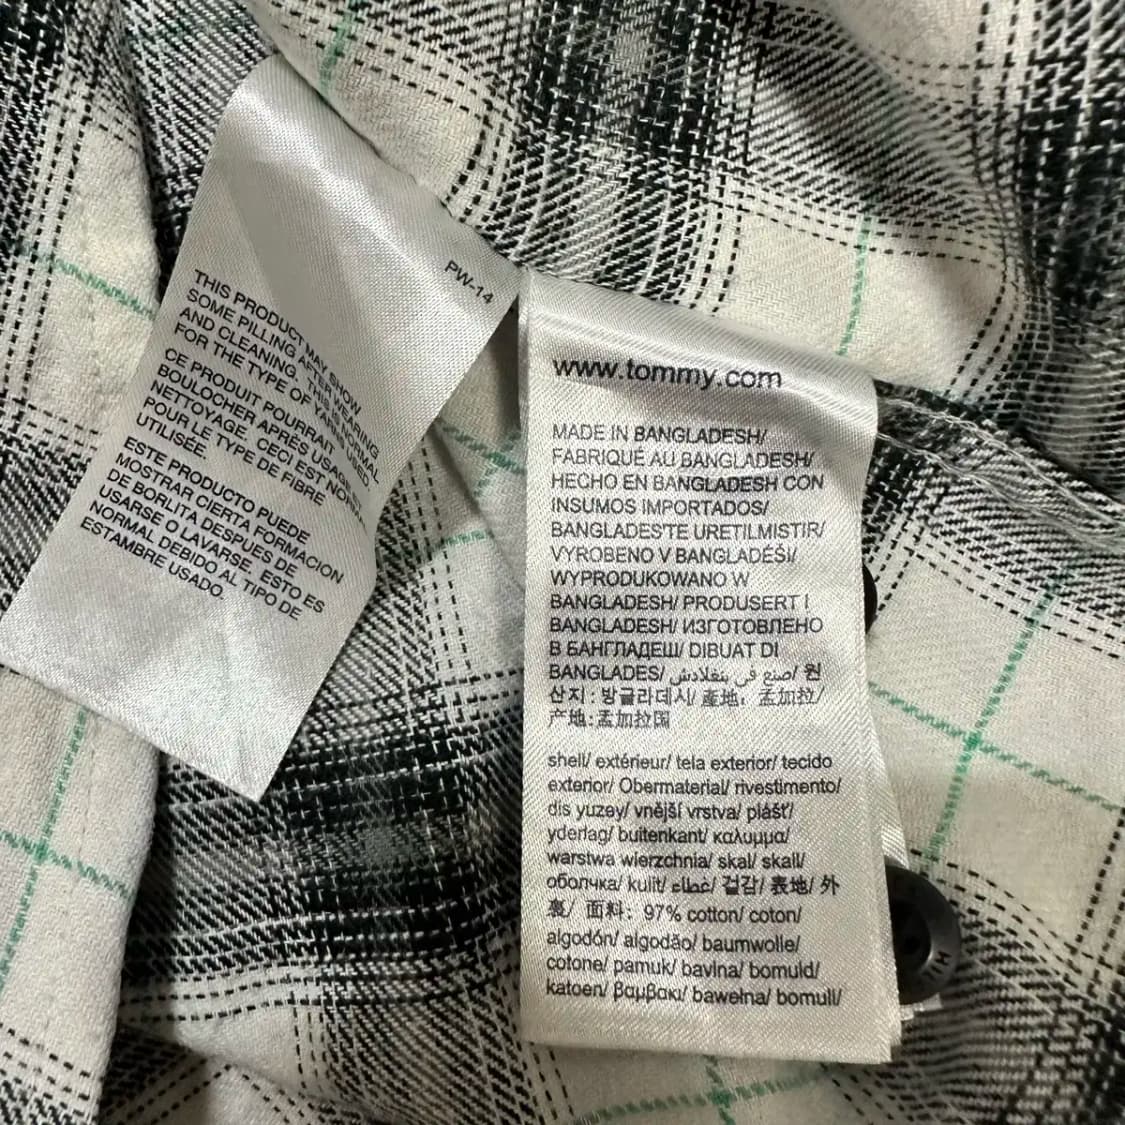 PW-14
THIS PRODUCT MAY SHOW
SOME PILLING AFTER WEARING
AND CLEANING. THIS IS NORMAL
FOR THE TYPE OF YARNS USED.
CE PRODUIT POURRAIT
BOULOCHER APRÈS USAGE ET
NETTOYAGE. CECI EST NORMAL
POUR LE TYPE DE FIBRE
UTILISÉE.
ESTE PRODUCTO PUEDE
MOSTRAR CIERTA FORMACION
DE BORLITA DESPUES DE
USARSE O LAVARSE. ESTO ES
NORMAL DEBIDO AL TIPO DE
ESTAMBRE USADO.
www.tommy.com
MADE IN BANGLADESH/
FABRIQUÉ AU BANGLADESH/
HECHO EN BANGLADESH CON
INSUMOS IMPORTADOS/
BANGLADEŞ'TE URETILMISTIR/
VYROBENO V BANGLADÉŠI/
WYPRODUKOWANO W
BANGLADESH/ PRODUSERT I
BANGLADESH/ ИЗГОТОВЛЕНО
В БАНГЛАДЕШ/ DIBUAT DI
BANGLADES/ صنع في بنغلادش/ 원
산지: 방글라데시/ 產地: 孟加拉/
产地:孟加拉国
shell/ extérieur/ tela exterior/ tecido
exterior/ Obermaterial/ rivestimento/
dis yuzey/ vnější vrstva/ plášť/
yderlag/ buitenkant/ καλυμμα/
warstwa wierzchnia/ skal/ skall/
оболчка/ kulit/ غطاء/ 겉감/ 表地/ 外
裏/ 面料: 97% cotton/ coton/
algodón/ algodão/ baumwolle/
cotone/ pamuk/ bavlna/ bomuld/
katoen/ βαμβακι/ bawełna/ bomull/